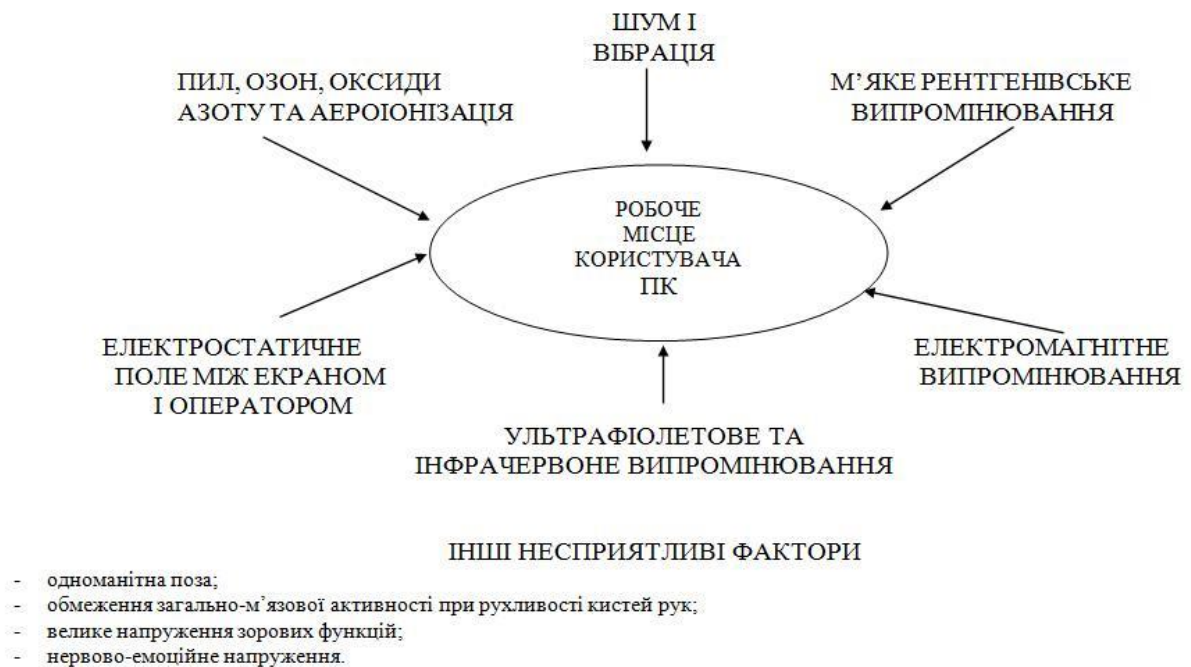 ШУМ І
ВІБРАЦІЯ
ПИЛ, ОЗОН, ОКСИДИ
АЗОТУ ТА АЕРОІОНІЗАЦІЯ
М’ЯКЕ РЕНТГЕНІВСЬКЕ
ВИПРОМІНЮВАННЯ
РОБОЧЕ
МІСЦЕ
КОРИСТУВАЧА
ПК
ЕЛЕКТРОСТАТИЧНЕ
ПОЛЕ МІЖ ЕКРАНОМ
І ОПЕРАТОРОМ
ЕЛЕКТРОМАГНІТНЕ
ВИПРОМІНЮВАННЯ
УЛЬТРАФІОЛЕТОВЕ ТА
ІНФРАЧЕРВОНЕ ВИПРОМІНЮВАННЯ
ІНШІ НЕСПРИЯТЛИВІ ФАКТОРИ
- одноманітна поза;
- обмеження загально-м’язової активності при рухливості кистей рук;
- велике напруження зорових функцій;
- нервово-емоційне напруження.